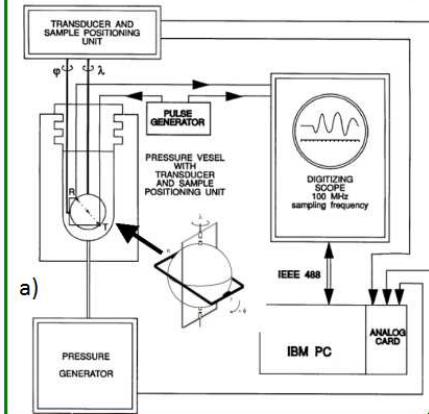 TRANSDUCER AND
SAMPLE POSITIONING
UNIT
φ
λ
PULSE
GENERATOR
PRESSURE VESEL
WITH
TRANSDUCER
AND SAMPLE
POSITIONING
UNIT
DIGITIZING
SCOPE
100 MHz
sampling frequency
R
T
a)
IEEE 488
PRESSURE
GENERATOR
IBM PC
ANALOG
CARD